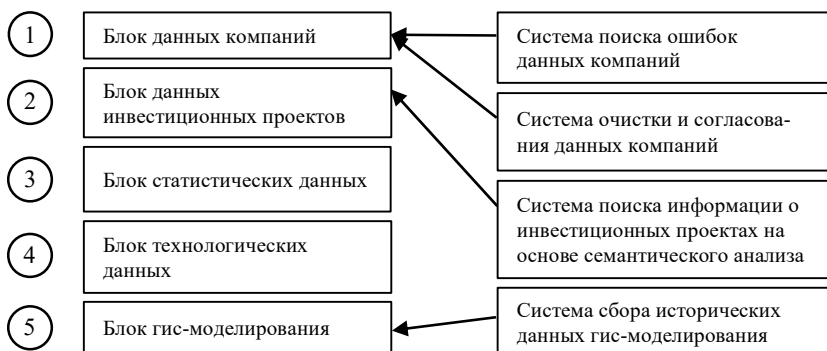 1
Блок данных компаний
2
Блок данных
инвестиционных проектов
3
Блок статистических данных
4
Блок технологических
данных
5
Блок гис-моделирования
Система поиска ошибок
данных компаний
Система очистки и согласова-
ния данных компаний
Система поиска информации о
инвестиционных проектах на
основе семантического анализа
Система сбора исторических
данных гис-моделирования